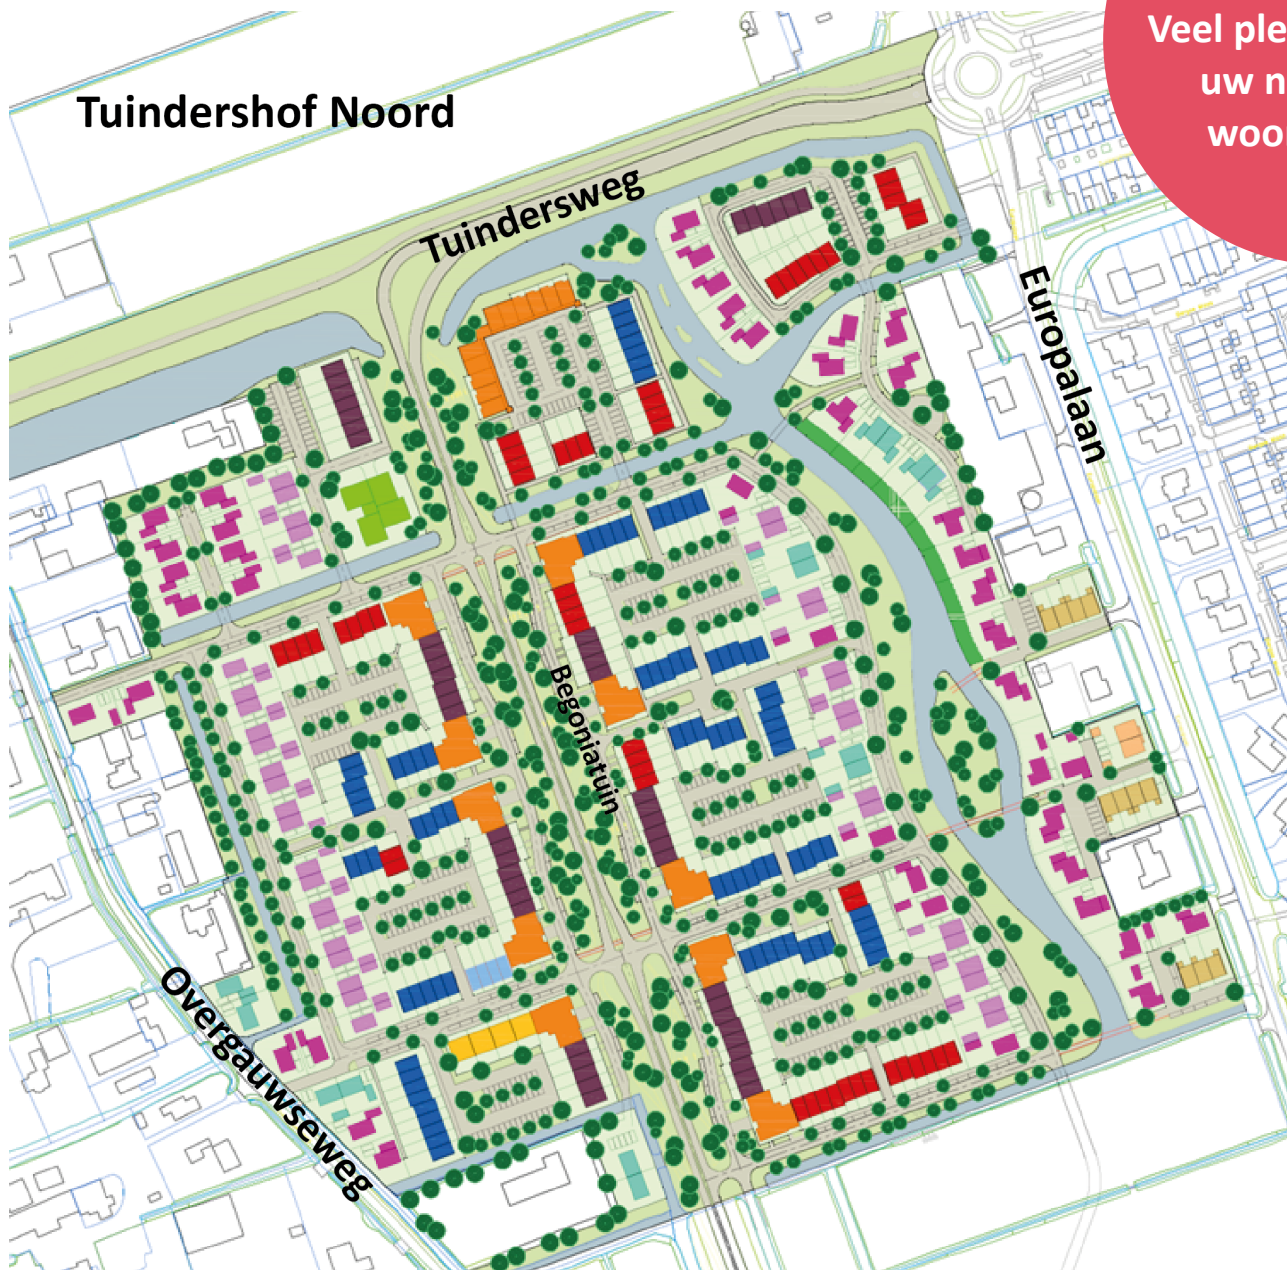 Veel ple
uw n
woo
Tuindershof Noord
Tuindersweg
Europalaan
Begoniatuin
Overgauwseweg